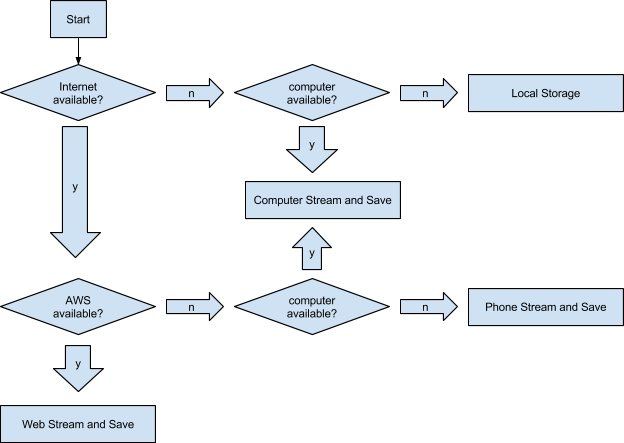 Start
Internet
available?
n
computer
available?
n
Local Storage
y
y
Computer Stream and Save
y
AWS
available?
n
computer
available?
n
Phone Stream and Save
y
Web Stream and Save